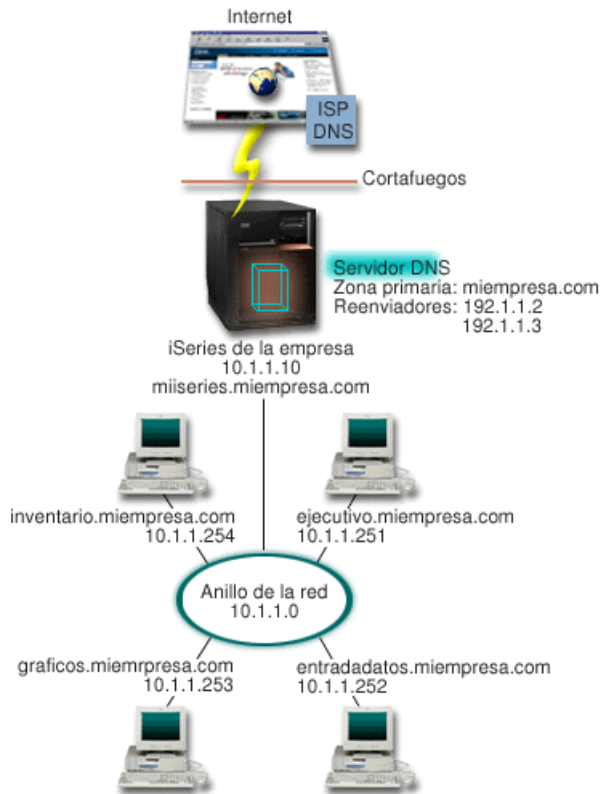 Internet
ISP
DNS
Cortafuegos
Servidor DNS
Zona primaria: miempresa.com
Reenviadores: 192.1.1.2
192.1.1.3
iSeries de la empresa
10.1.1.10
miiseries.miempresa.com
inventario.miempresa.com
10.1.1.254
ejecutivo.miempresa.com
10.1.1.251
Anillo de la red
10.1.1.0
graficos.miemrpresa.com
10.1.1.253
entradadatos.miempresa.com
10.1.1.252